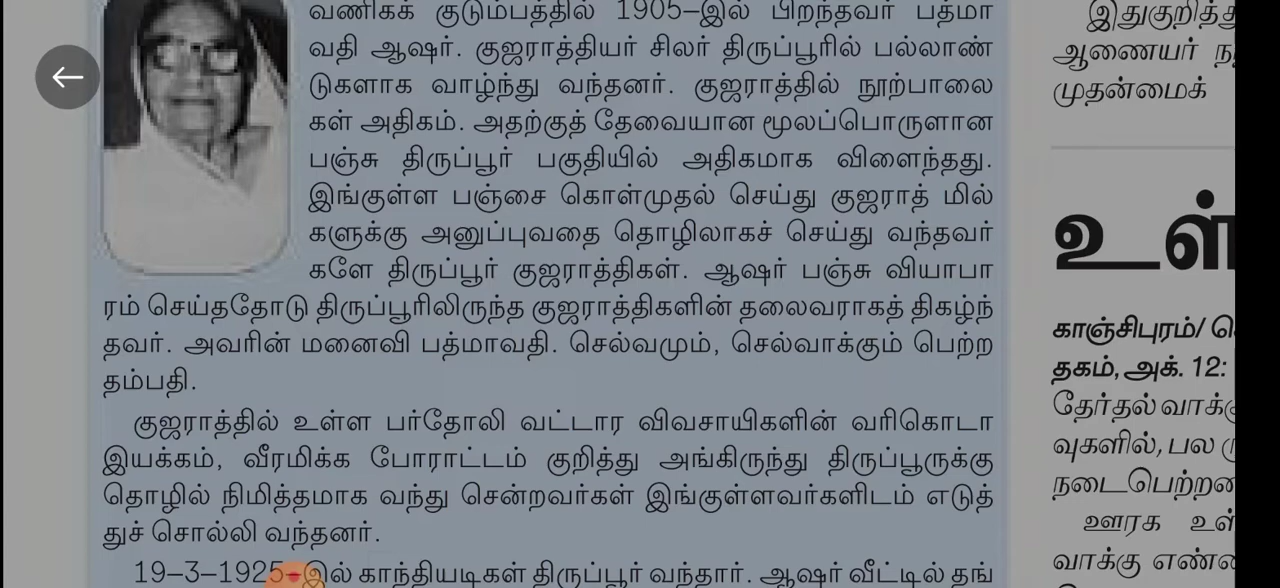 வணிகக் குடும்பத்தில் 1905–இல் பிறந்தவர் பத்மா
வதி ஆஷர். குஜராத்தியர் சிலர் திருப்பூரில் பல்லாண்
டுகளாக வாழ்ந்து வந்தனர். குஜராத்தில் நூற்பாலை
கள் அதிகம். அதற்குத் தேவையான மூலப்பொருளான
பஞ்சு திருப்பூர் பகுதியில் அதிகமாக விளைந்தது.
இங்குள்ள பஞ்சை கொள்முதல் செய்து குஜராத் மில்
களுக்கு அனுப்புவதை தொழிலாகச் செய்து வந்தவர்
களே திருப்பூர் குஜராத்திகள். ஆஷர் பஞ்சு வியாபா
ரம் செய்ததோடு திருப்பூரிலிருந்த குஜராத்திகளின் தலைவராகத் திகழ்ந்
தவர். அவரின் மனைவி பத்மாவதி. செல்வமும், செல்வாக்கும் பெற்ற
தம்பதி.
குஜராத்தில் உள்ள பர்தோலி வட்டார விவசாயிகளின் வரிகொடா
இயக்கம், வீரமிக்க போராட்டம் குறித்து அங்கிருந்து திருப்பூருக்கு
தொழில் நிமித்தமாக வந்து சென்றவர்கள் இங்குள்ளவர்களிடம் எடுத்
துச் சொல்லி வந்தனர்.
19–3–1925–இல் காந்தியடிகள் திருப்பூர் வந்தார். ஆஷர் வீட்டில் தங்
இதுகுறித்து
ஆணையர்
முதன்மைக்
உள்
காஞ்சிபுரம்/
தகம், அக். 12:
தேர்தல் வாக்கு
வுகளில், பல
நடைபெற்ற
ஊரக உள்
வாக்கு